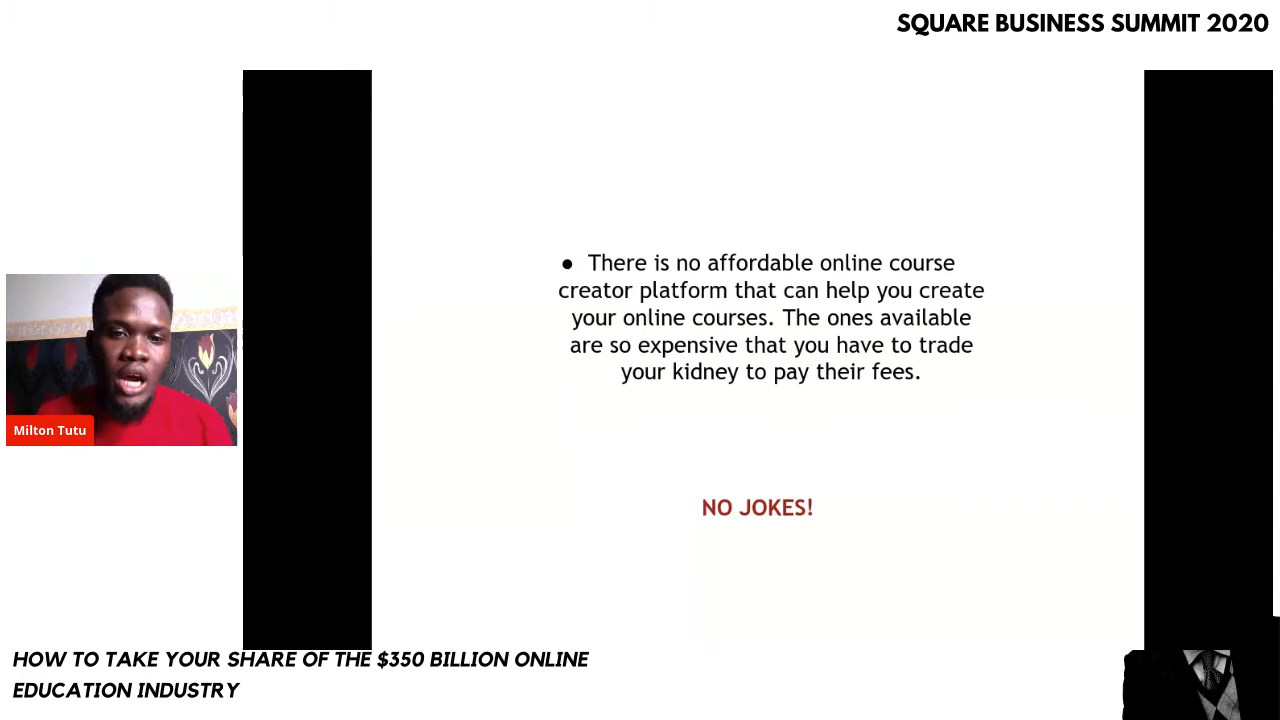 SQUARE BUSINESS SUMMIT 2020
● There is no affordable online course
creator platform that can help you create
your online courses. The ones available
are so expensive that you have to trade
your kidney to pay their fees.
NO JOKES!
Milton Tutu
HOW TO TAKE YOUR SHARE OF THE $350 BILLION ONLINE
EDUCATION INDUSTRY